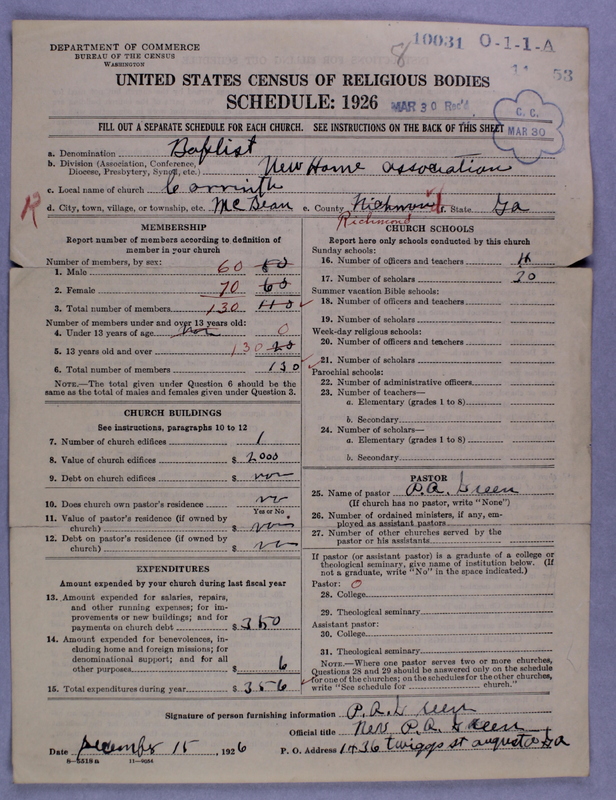 DEPARTMENT OF COMMERCE
BUREAU OF THE CENSUS
WASHINGTON
8 10031 O-1-1-A
11 53
UNITED STATES CENSUS OF RELIGIOUS BODIES
SCHEDULE: 1926
MAR 30 Rec'd
C. C.
MAR 30
FILL OUT A SEPARATE SCHEDULE FOR EACH CHURCH. SEE INSTRUCTIONS ON THE BACK OF THIS SHEET
a. Denomination Baptist
b. Division (Association, Conference, Diocese, Presbytery, Synod, etc.) New Home association
c. Local name of church Corrinth
d. City, town, village, or township, etc. McBean e. County Richmond f. State Ga
R
Richmond
MEMBERSHIP
Report number of members according to definition of
member in your church
Number of members, by sex:
1. Male 60 50
2. Female 70 60
3. Total number of members 130 110
Number of members under and over 13 years old:
4. Under 13 years of age non 0
5. 13 years old and over 130 20
6. Total number of members 130
NOTE.—The total given under Question 6 should be the
same as the total of males and females given under Question 3.
CHURCH BUILDINGS
See instructions, paragraphs 10 to 12
7. Number of church edifices 1
8. Value of church edifices $ 2000
9. Debt on church edifices $ non
10. Does church own pastor's residence no
Yes or No
11. Value of pastor's residence (if owned by
church) $ non
12. Debt on pastor's residence (if owned by
church) $ no
EXPENDITURES
Amount expended by your church during last fiscal year
13. Amount expended for salaries, repairs,
and other running expenses; for im-
provements or new buildings; and for
payments on church debt $ 350
14. Amount expended for benevolences, in-
cluding home and foreign missions; for
denominational support; and for all
other purposes $ 6
15. Total expenditures during year $ 356
CHURCH SCHOOLS
Report here only schools conducted by this church
Sunday schools:
16. Number of officers and teachers
17. Number of scholars 30
Summer vacation Bible schools:
18. Number of officers and teachers
19. Number of scholars
Week-day religious schools:
20. Number of officers and teachers
21. Number of scholars
Parochial schools:
22. Number of administrative officers
23. Number of teachers—
a. Elementary (grades 1 to 8)
b. Secondary
24. Number of scholars—
a. Elementary (grades 1 to 8)
b. Secondary
PASTOR
25. Name of pastor P.R. Green
(If church has no pastor, write "None")
26. Number of ordained ministers, if any, em-
ployed as assistant pastors
27. Number of other churches served by the
pastor or his assistants
If pastor (or assistant pastor) is a graduate of a college or
theological seminary, give name of institution below. (If
not a graduate, write "No" in the space indicated.)
Pastor: O
28. College
29. Theological seminary
Assistant pastor:
30. College
31. Theological seminary
NOTE.—Where one pastor serves two or more churches,
Questions 28 and 29 should be answered only on the schedule
for one of the churches; on the schedules for the other churches,
write "See schedule for church."
Signature of person furnishing information P.R. Green
Official title Rev. P.R. Green
Date December 15, 1926 P. O. Address 1436 twiggs st augusta Ga
8-5518a 11-9084